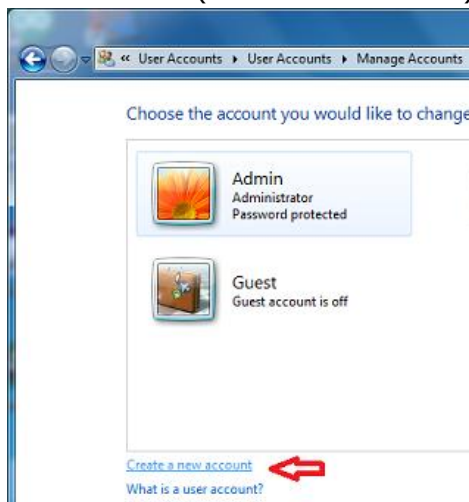 « User Accounts ▸ User Accounts ▸ Manage Accounts
Choose the account you would like to change
Admin
Administrator
Password protected
Guest
Guest account is off
Create a new account
What is a user account?